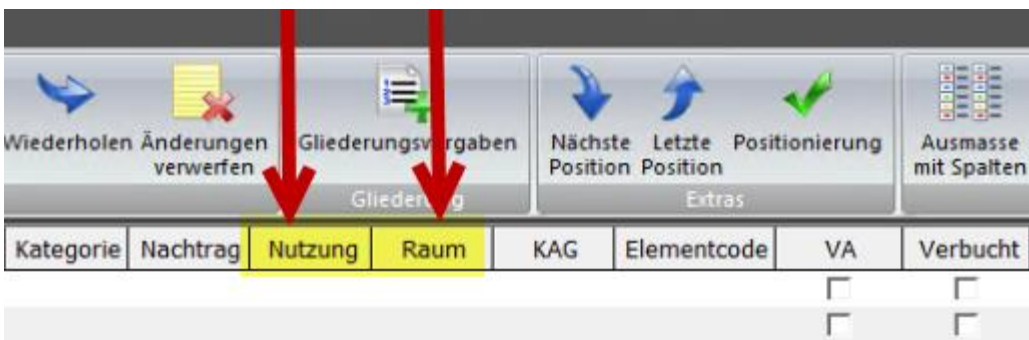 Wiederholen Änderungen verwerfen Gliederungsvorgaben Nächste Position Letzte Position Positionierung Ausmasse mit Spalten
Gliederung Extras
Kategorie Nachtrag Nutzung Raum KAG Elementcode VA Verbucht